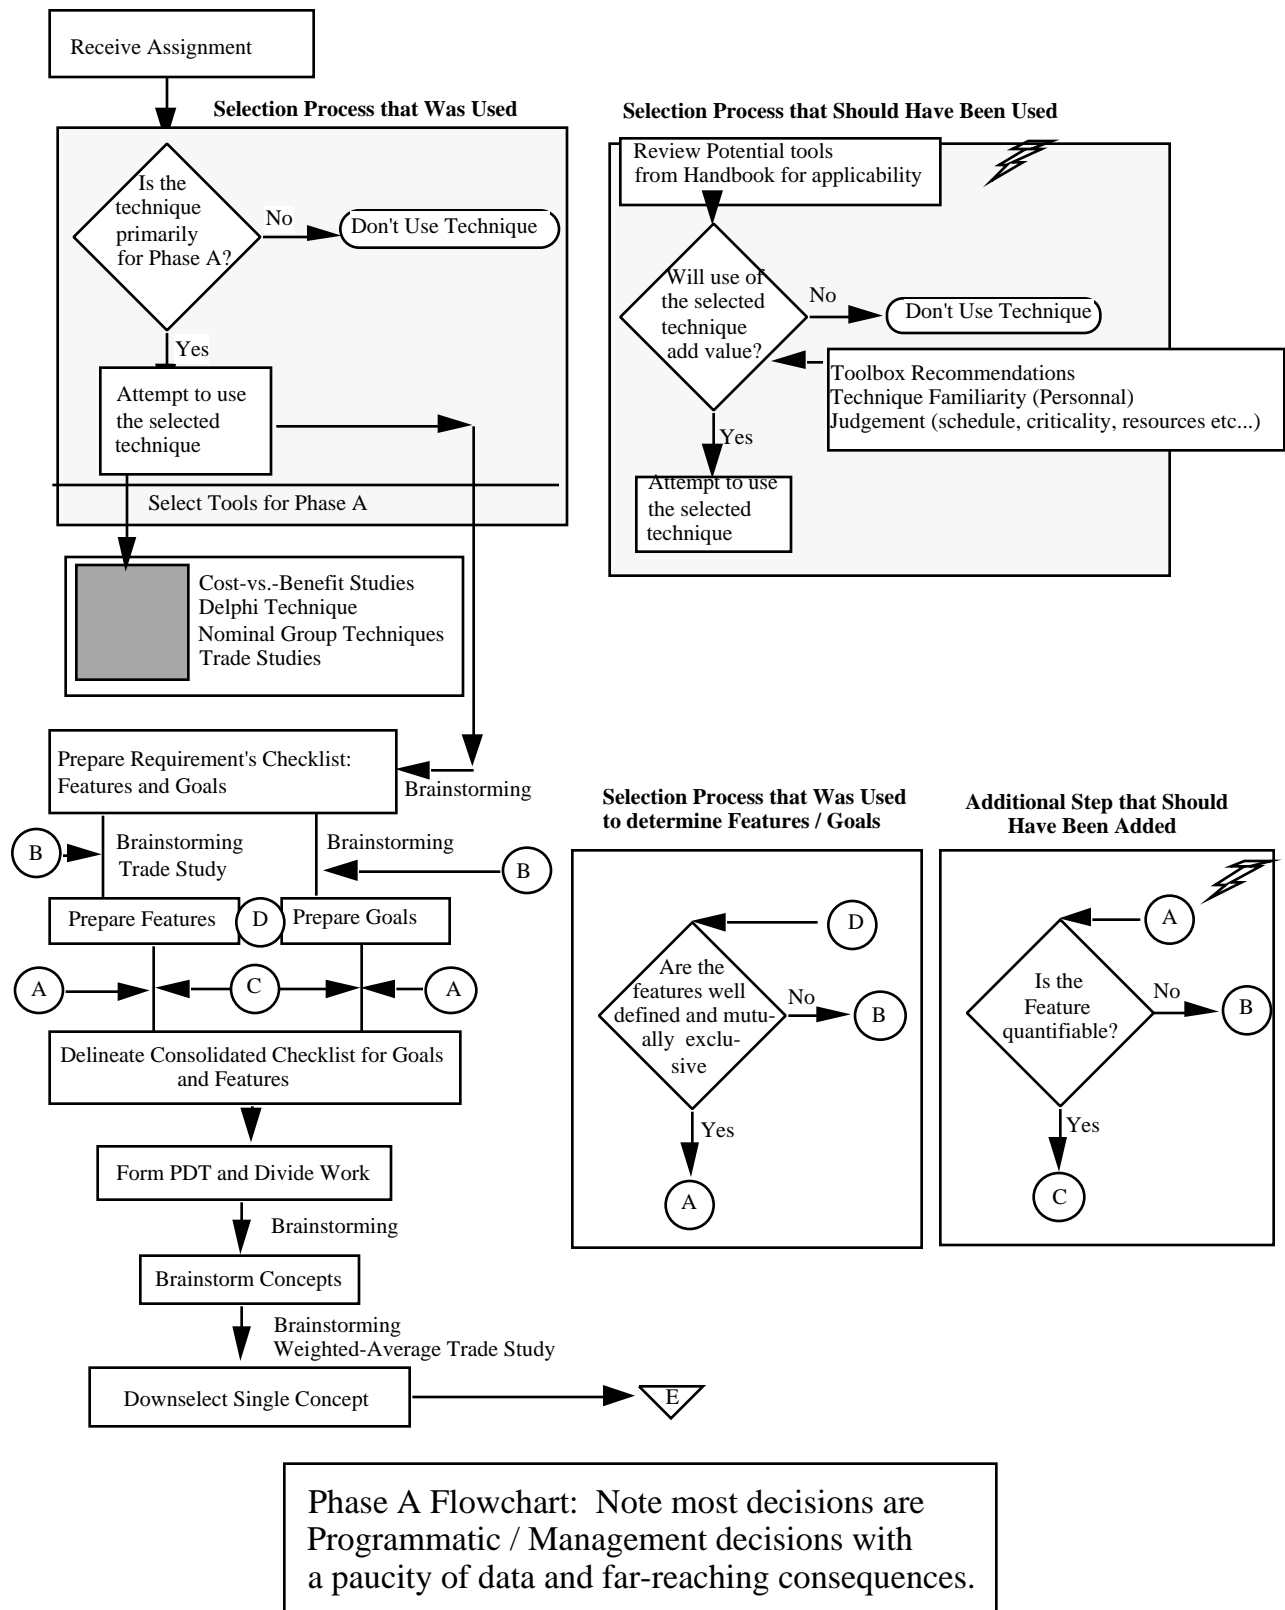 Receive Assignment
Selection Process that Was Used
Is the
technique
primarily
for Phase A?
No
Don't Use Technique
Yes
Attempt to use
the selected
technique
Select Tools for Phase A
Cost-vs.-Benefit Studies
Delphi Technique
Nominal Group Techniques
Trade Studies
Selection Process that Should Have Been Used
Review Potential tools
from Handbook for applicability
Will use of
the selected
technique
add value?
No
Don't Use Technique
Toolbox Recommendations
Technique Familiarity (Personnal)
Judgement (schedule, criticality, resources etc...)
Yes
Attempt to use
the selected
technique
Prepare Requirement's Checklist:
Features and Goals
Brainstorming
B
Brainstorming
Trade Study
Brainstorming
B
Prepare Features
D
Prepare Goals
A
C
A
Delineate Consolidated Checklist for Goals
and Features
Form PDT and Divide Work
Brainstorming
Brainstorm Concepts
Brainstorming
Weighted-Average Trade Study
Downselect Single Concept
E
Selection Process that Was Used
to determine Features / Goals
D
Are the
features well
defined and mutu-
ally exclu-
sive
No
B
Yes
A
Additional Step that Should
Have Been Added
A
Is the
Feature
quantifiable?
No
B
Yes
C
Phase A Flowchart: Note most decisions are
Programmatic / Management decisions with
a paucity of data and far-reaching consequences.